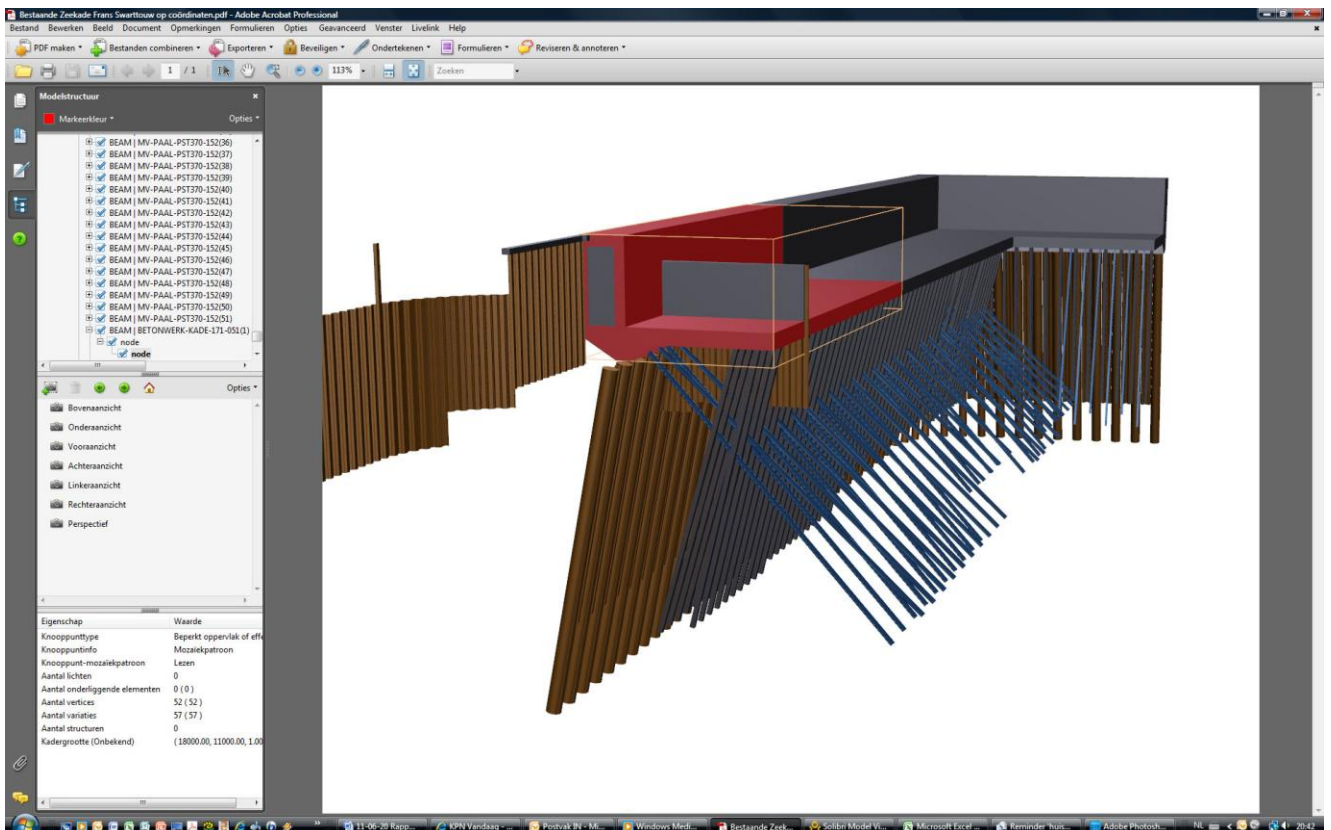 Bestaande Zeekade Frans Swarttouw op coördinaten.pdf - Adobe Acrobat Professional
Bestand Bewerken Beeld Document Opmerkingen Formulieren Opties Geavanceerd Venster Livelink Help
PDF maken Bestanden combineren Exporteren Beveiligen Ondertekenen Formulieren Reviseren & annoteren
1 / 1 113% Zoeken
Modelstructuur
Markeerkleur Opties
BEAM | MV-PAAL-PST370-152(36)
BEAM | MV-PAAL-PST370-152(37)
BEAM | MV-PAAL-PST370-152(38)
BEAM | MV-PAAL-PST370-152(39)
BEAM | MV-PAAL-PST370-152(40)
BEAM | MV-PAAL-PST370-152(41)
BEAM | MV-PAAL-PST370-152(42)
BEAM | MV-PAAL-PST370-152(43)
BEAM | MV-PAAL-PST370-152(44)
BEAM | MV-PAAL-PST370-152(45)
BEAM | MV-PAAL-PST370-152(46)
BEAM | MV-PAAL-PST370-152(47)
BEAM | MV-PAAL-PST370-152(48)
BEAM | MV-PAAL-PST370-152(49)
BEAM | MV-PAAL-PST370-152(50)
BEAM | MV-PAAL-PST370-152(51)
BEAM | BETONWERK-KADE-171-051(1)
node
node
Opties
Bovenaanzicht
Onderaanzicht
Vooraanzicht
Achteraanzicht
Linkeraanzicht
Rechteraanzicht
Perspectief
Eigenschap Waarde
Knooppunttype Beperkt oppervlak of effe
Knooppuntinfo Mozaïekpatroon
Knooppunt-mozaïekpatroon Lezen
Aantal lichten 0
Aantal onderliggende elementen 0 ( 0 )
Aantal vertices 52 ( 52 )
Aantal variaties 57 ( 57 )
Aantal structuren 0
Kadergrootte (Onbekend) ( 18000.00, 11000.00, 1.00
11-06-20 Rapp... KPN Vandaag - ... Postvak IN - Mi... Windows Medi... Bestaande Zeek... Solibri Model Vi... Microsoft Excel ... Reminder 'huis... Adobe Photosh... NL 20:42